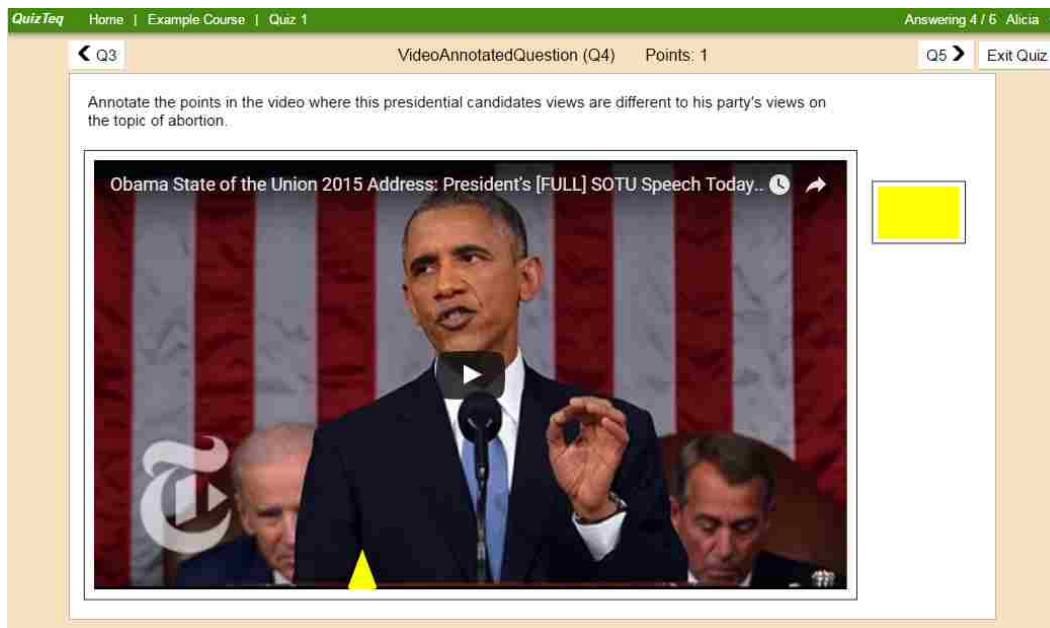 QuizTeq Home | Example Course | Quiz 1 Answering 4 / 6 Alicia
Q3 VideoAnnotatedQuestion (Q4) Points: 1 Q5 Exit Quiz
Annotate the points in the video where this presidential candidates views are different to his party's views on
the topic of abortion.
Obama State of the Union 2015 Address: President's [FULL] SOTU Speech Today..
T